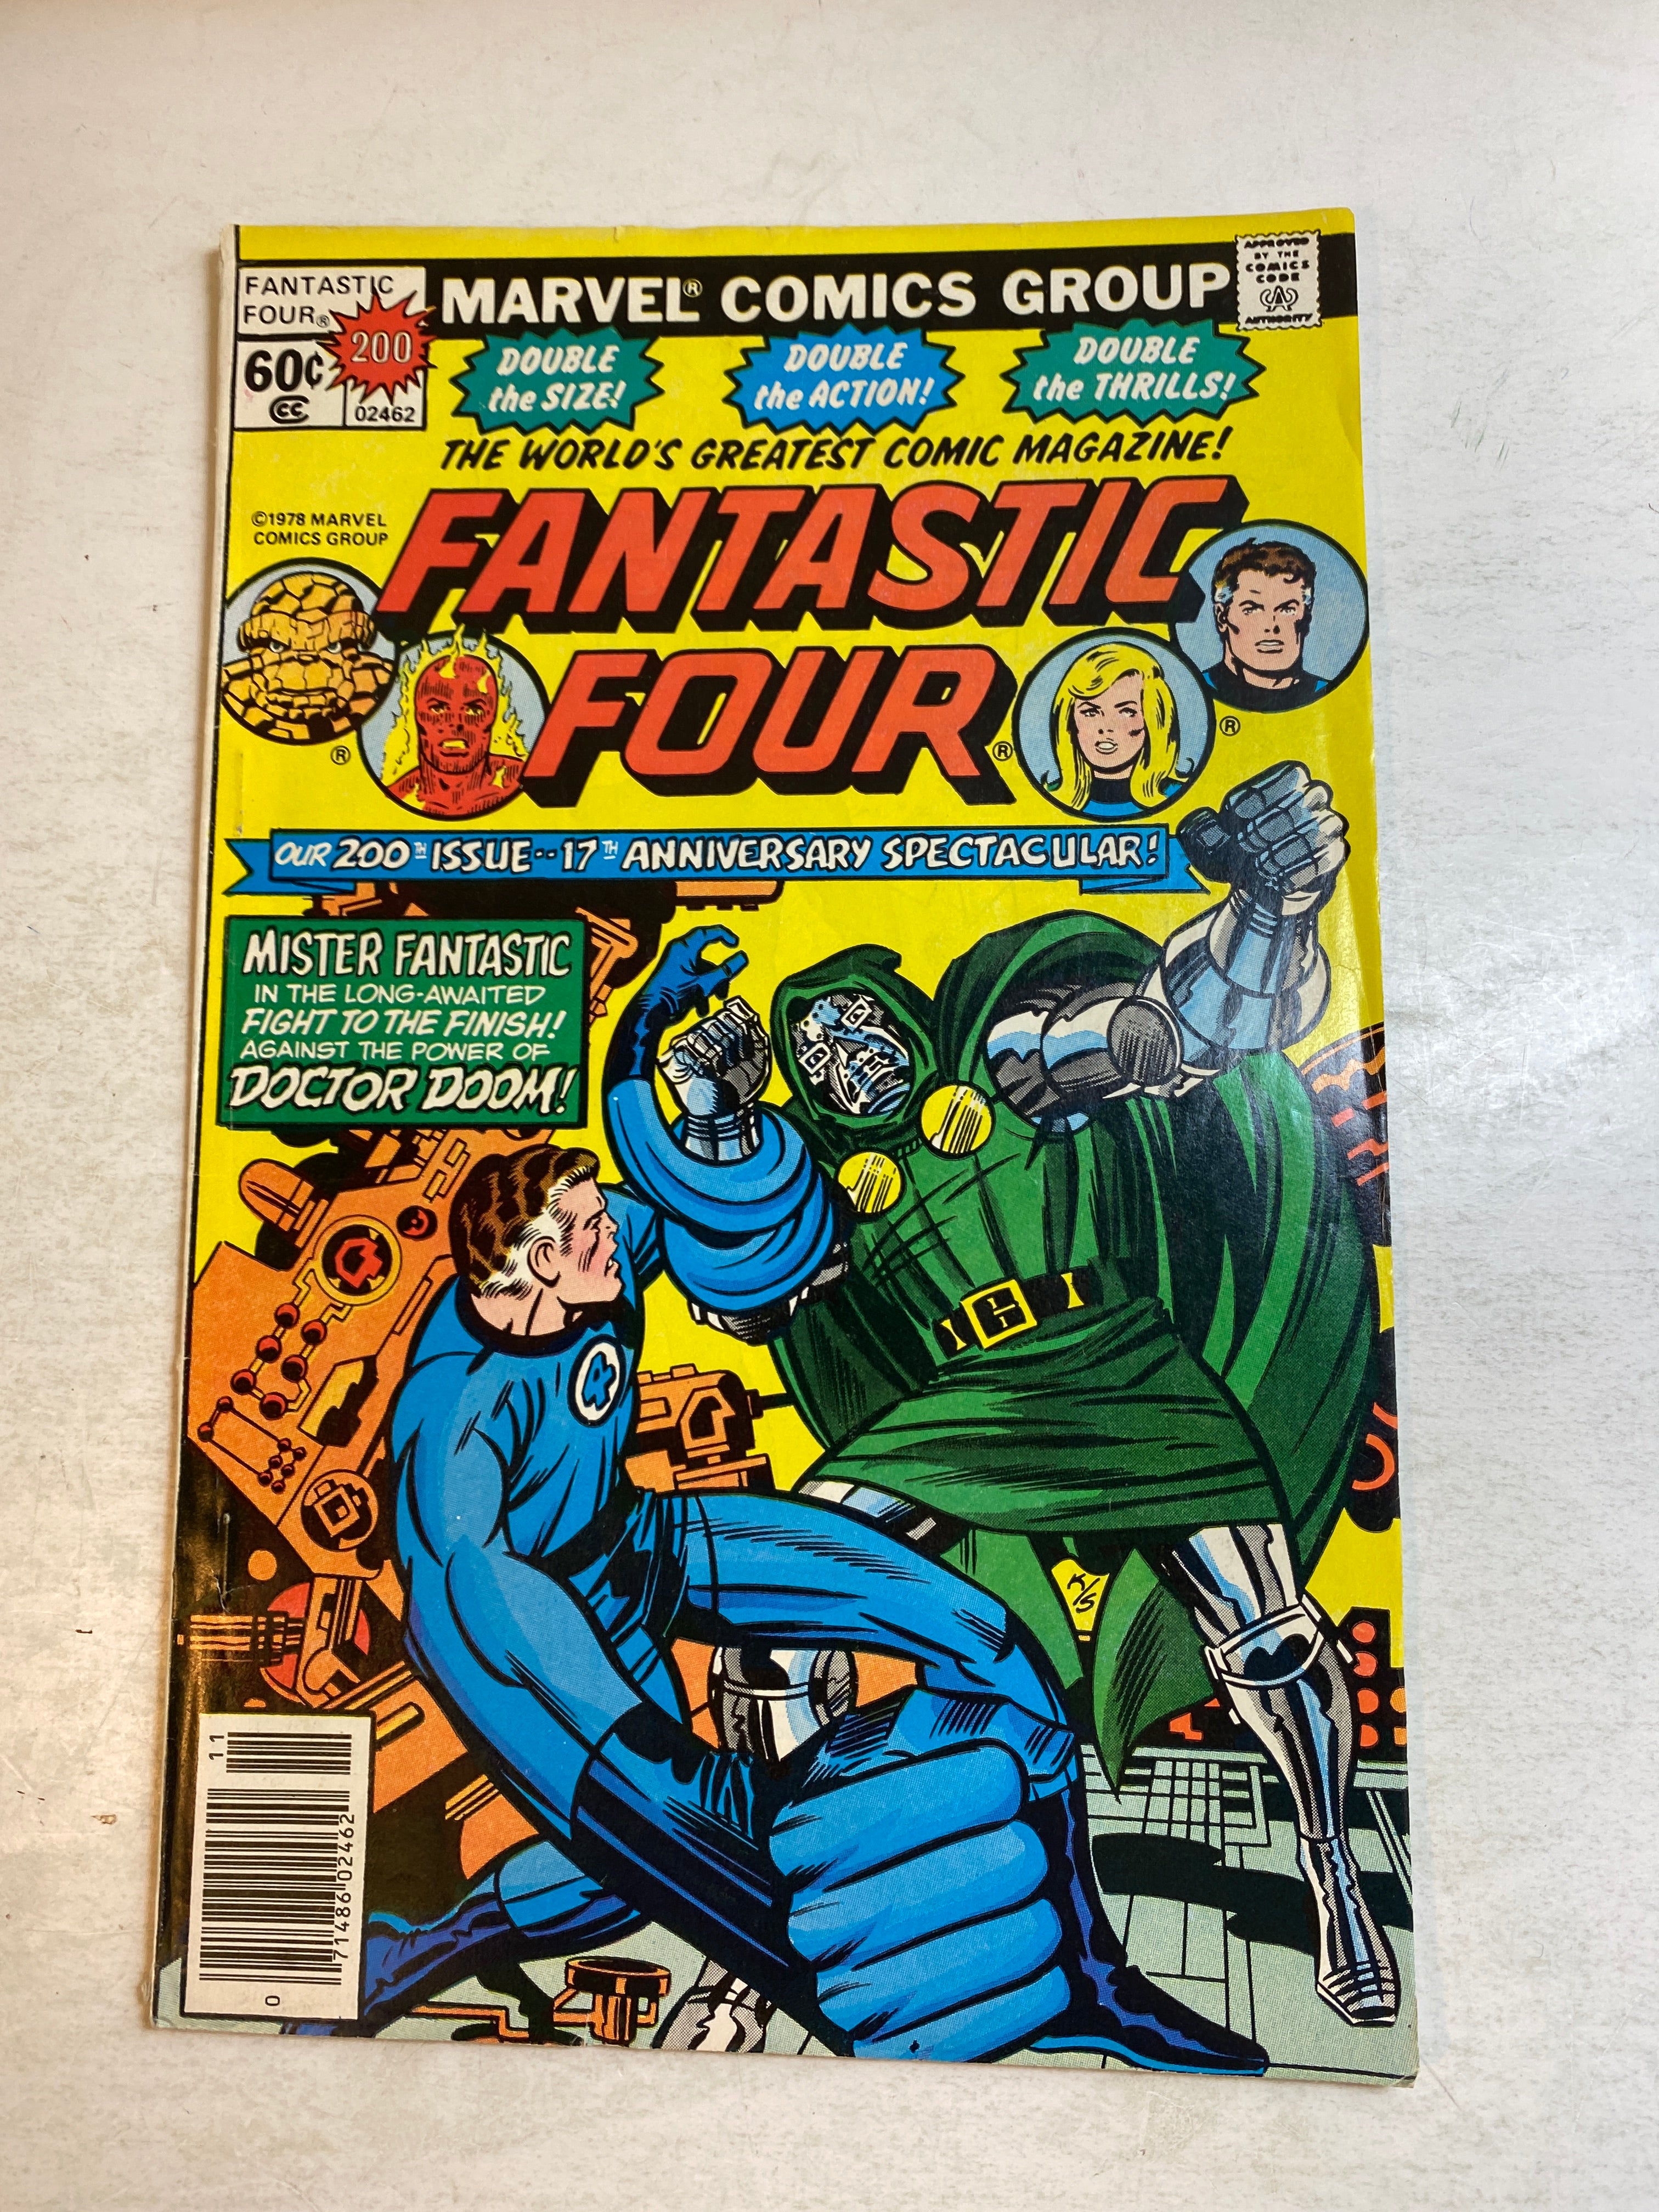 FANTASTIC
FOUR®
200
60¢
CC
02462
MARVEL® COMICS GROUP
APPROVED
BY THE
COMICS
CODE
CA
AUTHORITY
DOUBLE
the SIZE!
DOUBLE
the ACTION!
DOUBLE
the THRILLS!
THE WORLD'S GREATEST COMIC MAGAZINE!
©1978 MARVEL
COMICS GROUP
FANTASTIC
FOUR®
®
®
OUR 200TH ISSUE--17TH ANNIVERSARY SPECTACULAR!
MISTER FANTASTIC
IN THE LONG-AWAITED
FIGHT TO THE FINISH!
AGAINST THE POWER OF
DOCTOR DOOM!
4
K/S
11
71486 02462
0